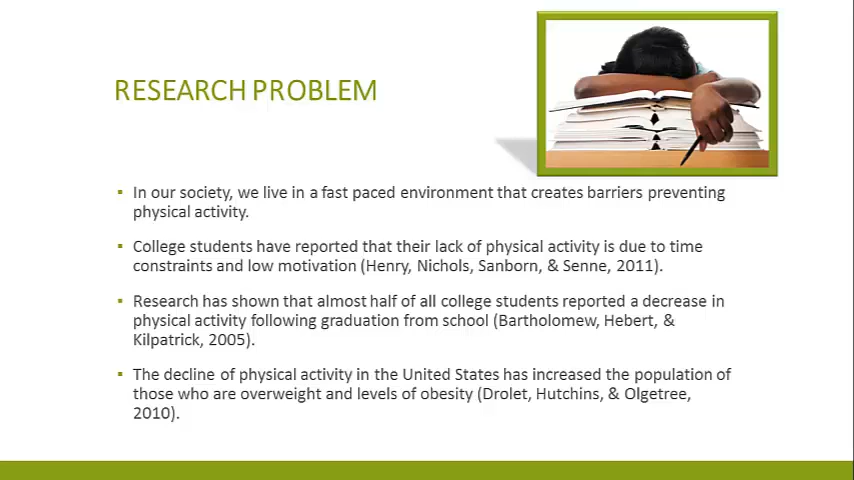 RESEARCH PROBLEM
▪ In our society, we live in a fast paced environment that creates barriers preventing
physical activity.
▪ College students have reported that their lack of physical activity is due to time
constraints and low motivation (Henry, Nichols, Sanborn, & Senne, 2011).
▪ Research has shown that almost half of all college students reported a decrease in
physical activity following graduation from school (Bartholomew, Hebert, &
Kilpatrick, 2005).
▪ The decline of physical activity in the United States has increased the population of
those who are overweight and levels of obesity (Drolet, Hutchins, & Olgetree,
2010).